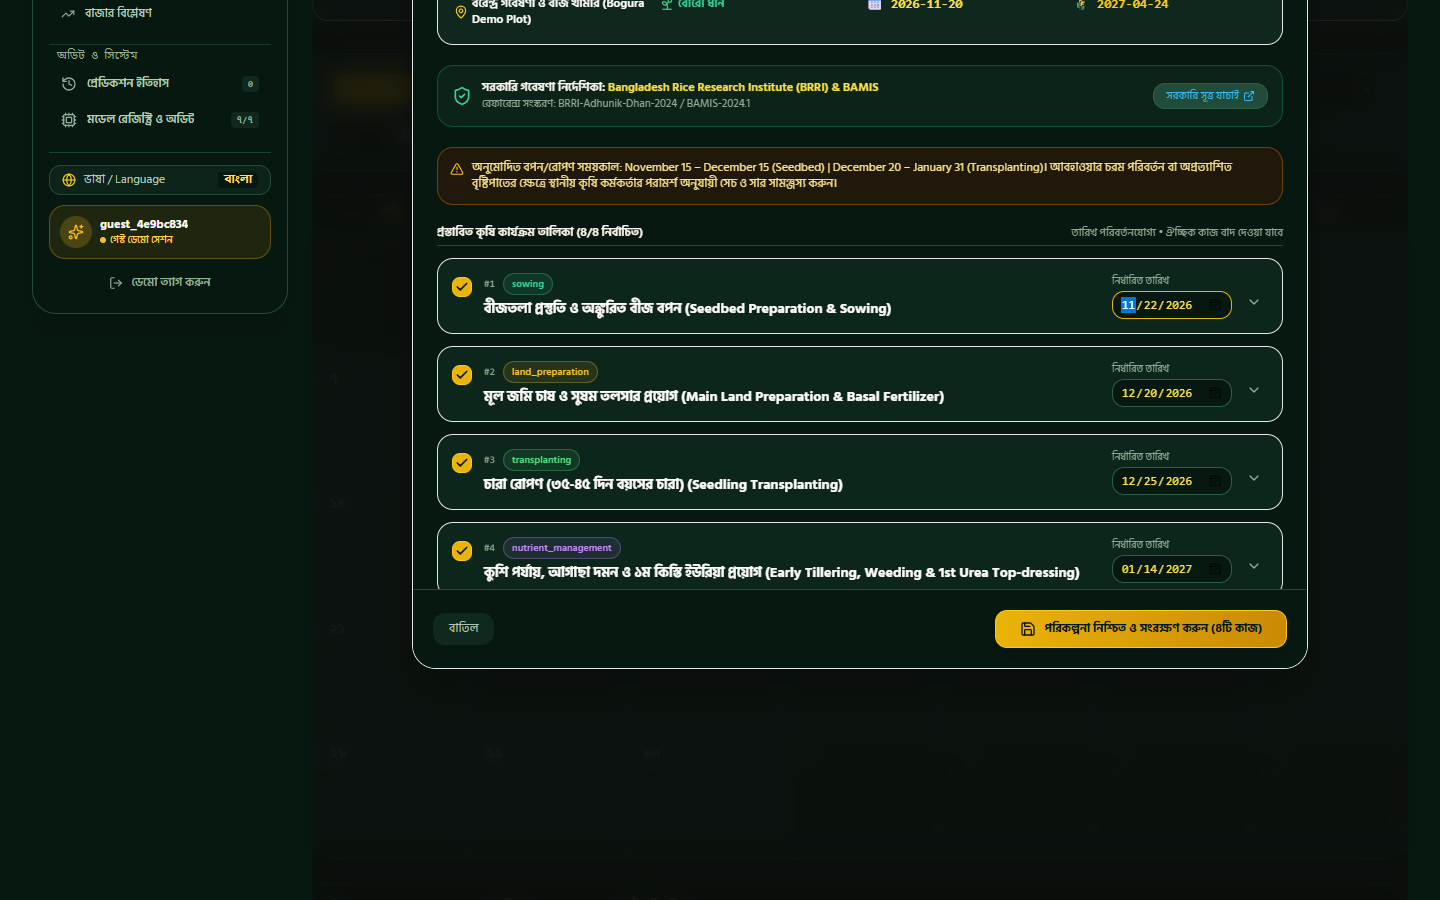 বাজার বিশ্লেষণ
অডিট ও সিস্টেম
প্রেডিকশন ইতিহাস
0
মডেল রেজিস্ট্রি ও অডিট
৭/৭
ভাষা / Language
বাংলা
guest_4e9bc834
গেস্ট ডেমো সেশন
ডেমো ত্যাগ করুন
বরেন্দ্র গবেষণা ও বীজ খামার (Bogura
Demo Plot)
বোরো ধান
2026-11-20
2027-04-24
সরকারি গবেষণা নির্দেশিকা: Bangladesh Rice Research Institute (BRRI) & BAMIS
রেফারেন্স সংস্করণ: BRRI-Adhunik-Dhan-2024 / BAMIS-2024.1
সরকারি সূত্র যাচাই
অনুমোদিত বপন/রোপণ সময়কাল: November 15 – December 15 (Seedbed) | December 20 – January 31 (Transplanting)। আবহাওয়ার চরম পরিবর্তন বা অপ্রত্যাশিত
বৃষ্টিপাতের ক্ষেত্রে স্থানীয় কৃষি কর্মকর্তার পরামর্শ অনুযায়ী সেচ ও সার সামঞ্জস্য করুন।
প্রস্তাবিত কৃষি কার্যক্রম তালিকা (8/8 নির্বাচিত)
তারিখ পরিবর্তনযোগ্য • ঐচ্ছিক কাজ বাদ দেওয়া যাবে
#1 sowing
বীজতলা প্রস্তুতি ও অঙ্কুরিত বীজ বপন (Seedbed Preparation & Sowing)
নির্ধারিত তারিখ
11/22/2026
#2 land_preparation
মূল জমি চাষ ও সুষম তলসার প্রয়োগ (Main Land Preparation & Basal Fertilizer)
নির্ধারিত তারিখ
12/20/2026
#3 transplanting
চারা রোপণ (৩৫-৪৫ দিন বয়সের চারা) (Seedling Transplanting)
নির্ধারিত তারিখ
12/25/2026
#4 nutrient_management
কুশি পর্যায়, আগাছা দমন ও ১ম কিস্তি ইউরিয়া প্রয়োগ (Early Tillering, Weeding & 1st Urea Top-dressing)
নির্ধারিত তারিখ
01/14/2027
বাতিল
পরিকল্পনা নিশ্চিত ও সংরক্ষণ করুন (8টি কাজ)